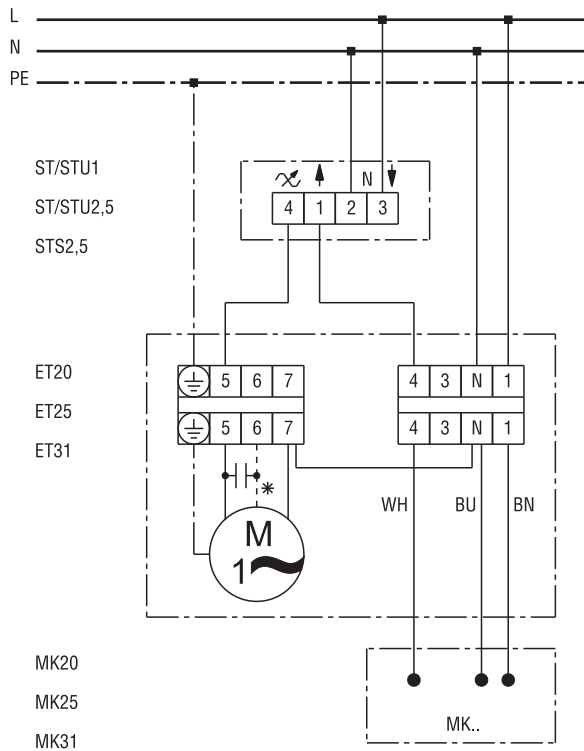 L
N
PE
ST/STU1
ST/STU2,5
STS2,5
N
4 1 2 3
ET20
ET25
ET31
5 6 7 4 3 N 1
5 6 7 4 3 N 1
*
WH BU BN
M
1
MK20
MK25
MK31
MK..